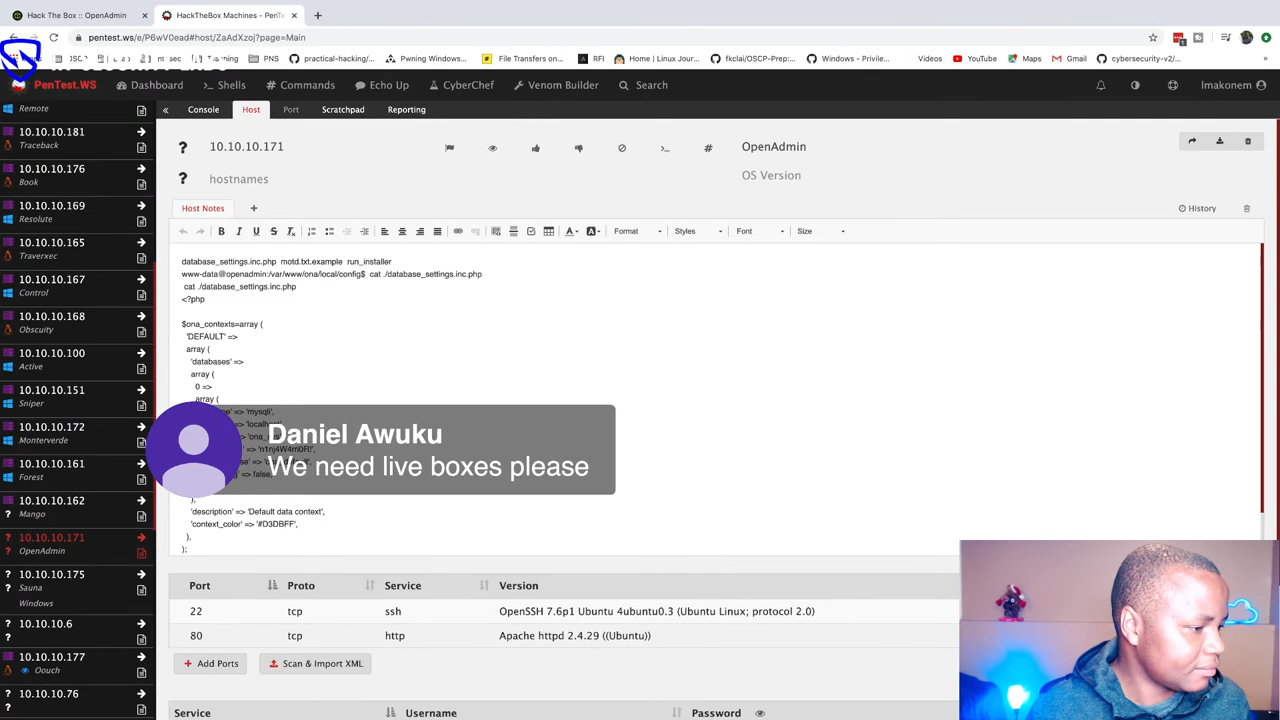 Hack The Box :: OpenAdmin
HackTheBox Machines - PenT
pentest.ws/e/P6wV0ead#host/ZaAdXzoj?page=Main
practical-hacking/...
Pwning Windows...
File Transfers on...
RFI
Home | Linux Jour...
fkclai/OSCP-Prep:...
Windows - Privile...
Videos
YouTube
Maps
Gmail
cybersecurity-v2/...
PNS
PenTest.WS
Dashboard
Shells
Commands
Echo Up
CyberChef
Venom Builder
Search
Imakonem
Remote
10.10.10.181
Traceback
10.10.10.176
Book
10.10.10.169
Resolute
10.10.10.165
Traverxec
10.10.10.167
Control
10.10.10.168
Obscuity
10.10.10.100
Active
10.10.10.151
Sniper
10.10.10.172
Monterverde
10.10.10.161
Forest
10.10.10.162
Mango
10.10.10.171
OpenAdmin
10.10.10.175
Sauna
Windows
10.10.10.6
10.10.10.177
Oouch
10.10.10.76
Console
Host
Port
Scratchpad
Reporting
10.10.10.171
OpenAdmin
hostnames
OS Version
Host Notes
History
Format
Styles
Font
Size
database_settings.inc.php motd.txt.example run_installer
www-data@openadmin:/var/www/ona/local/config$ cat ./database_settings.inc.php
cat ./database_settings.inc.php
<?php
$ona_contexts=array (
'DEFAULT' =>
array (
'databases' =>
array (
0 =>
array (
=> 'mysqli',
=> 'n1nj4W4rri0R!',
=> false,
),
'description' => 'Default data context',
'context_color' => '#D3DBFF',
),
);
Daniel Awuku
We need live boxes please
Port Proto Service Version
22 tcp ssh OpenSSH 7.6p1 Ubuntu 4ubuntu0.3 (Ubuntu Linux; protocol 2.0)
80 tcp http Apache httpd 2.4.29 ((Ubuntu))
Add Ports
Scan & Import XML
Service Username Password